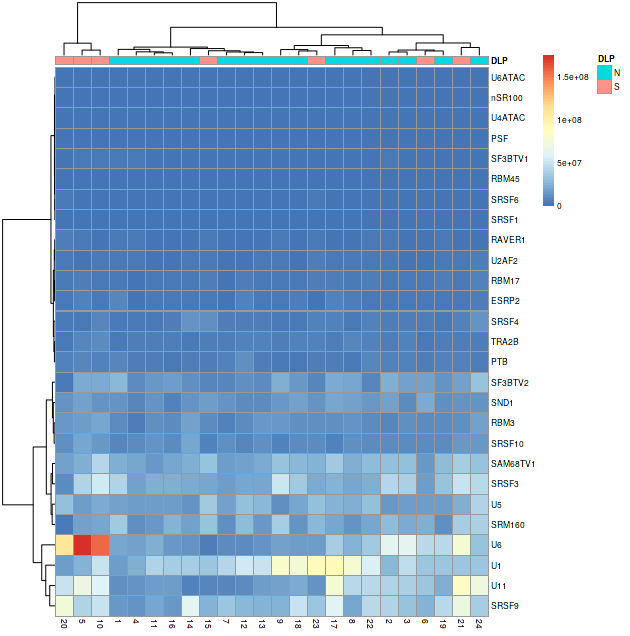 DLP
DLP
N
S
1.5e+08
1e+08
5e+07
0
U6ATAC
nSR100
U4ATAC
PSF
SF3BTV1
RBM45
SRSF6
SRSF1
RAVER1
U2AF2
RBM17
ESRP2
SRSF4
TRA2B
PTB
SF3BTV2
SND1
RBM3
SRSF10
SAM68TV1
SRSF3
U5
SRM160
U6
U1
U11
SRSF9
20 5 10 1 4 11 16 14 15 7 12 13 9 18 23 17 8 22 2 3 6 19 21 24